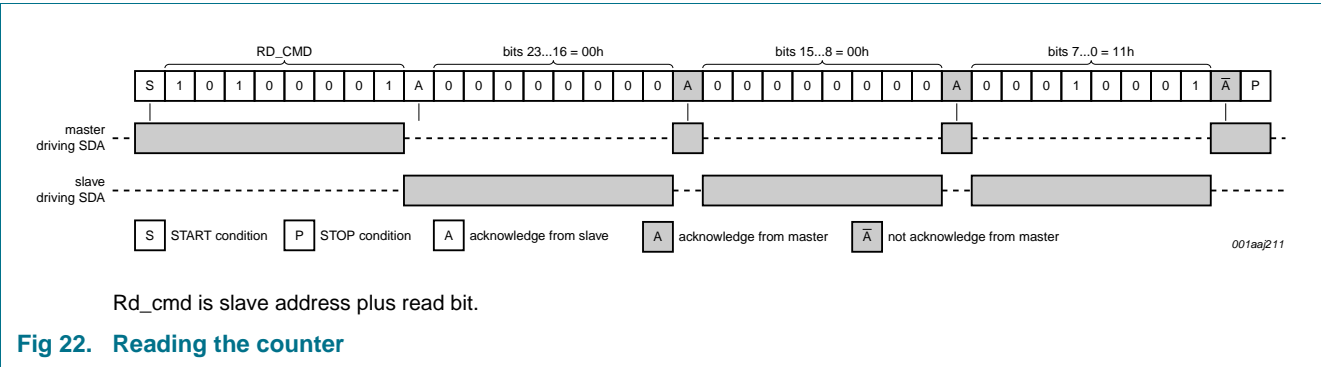 RD_CMD bits 23...16 = 00h bits 15...8 = 00h bits 7...0 = 11h
S 1 0 1 0 0 0 0 1 A 0 0 0 0 0 0 0 0 A 0 0 0 0 0 0 0 0 A 0 0 0 1 0 0 0 1 A̅ P
master
driving SDA
slave
driving SDA
S START condition P STOP condition A acknowledge from slave A acknowledge from master A̅ not acknowledge from master
001aaj211
Rd_cmd is slave address plus read bit.
Fig 22. Reading the counter